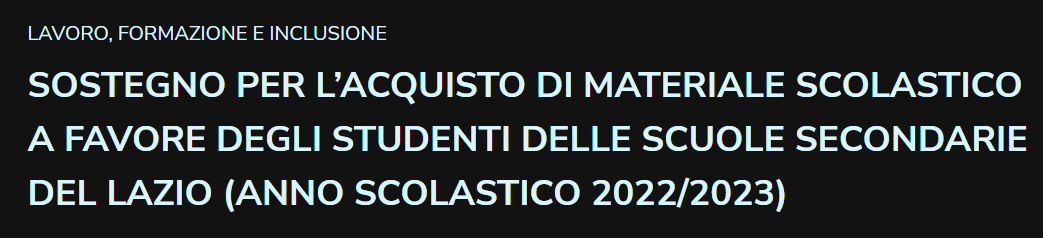 LAVORO, FORMAZIONE E INCLUSIONE
SOSTEGNO PER L’ACQUISTO DI MATERIALE SCOLASTICO
A FAVORE DEGLI STUDENTI DELLE SCUOLE SECONDARIE
DEL LAZIO (ANNO SCOLASTICO 2022/2023)